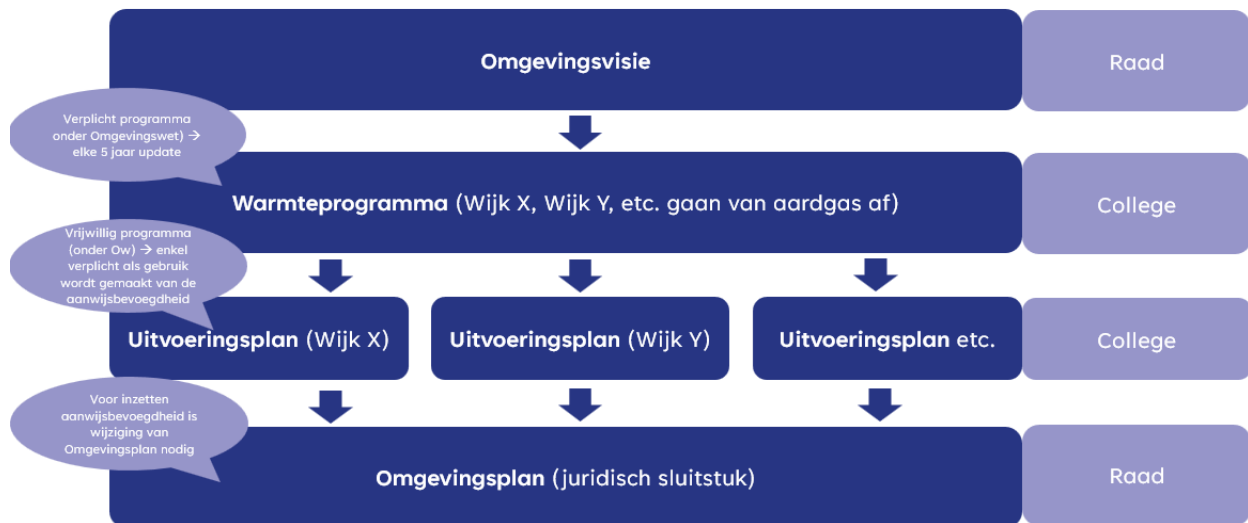 Omgevingsvisie
Raad
Verplicht programma
onder Omgevingswet) →
elke 5 jaar update
Warmteprogramma (Wijk X, Wijk Y, etc. gaan van aardgas af)
College
Vrijwillig programma
(onder Ow) → enkel
verplicht als gebruik
wordt gemaakt van de
aanwijsbevoegdheid
Uitvoeringsplan (Wijk X)
Uitvoeringsplan (Wijk Y)
Uitvoeringsplan etc.
College
Voor inzetten
aanwijsbevoegdheid is
wijziging van
Omgevingsplan nodig
Omgevingsplan (juridisch sluitstuk)
Raad